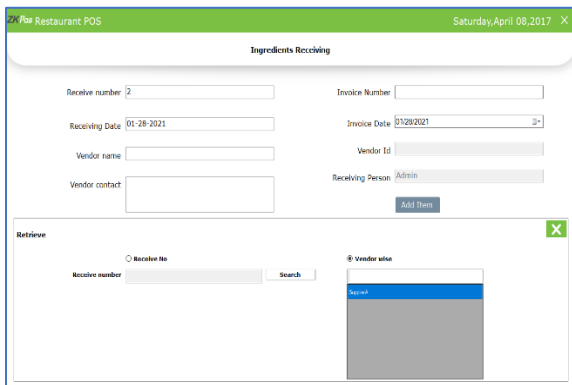 ZKPos Restaurant POS Saturday,April 08,2017 X
Ingredients Receiving
Receive number 2 Invoice Number
Receiving Date 01-28-2021 Invoice Date 01/28/2021
Vendor name Vendor Id
Vendor contact Receiving Person Admin
Add Item
Retrieve X
Receive No Vendor wise
Receive number Search